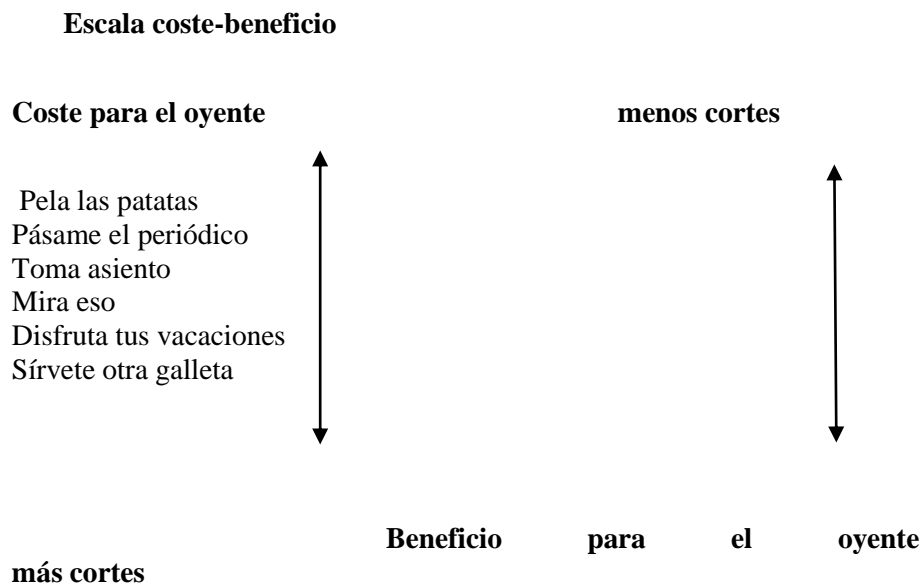 Escala coste-beneficio
Coste para el oyente menos cortes
Pela las patatas
Pásame el periódico
Toma asiento
Mira eso
Disfruta tus vacaciones
Sírvete otra galleta
Beneficio para el oyente
más cortes